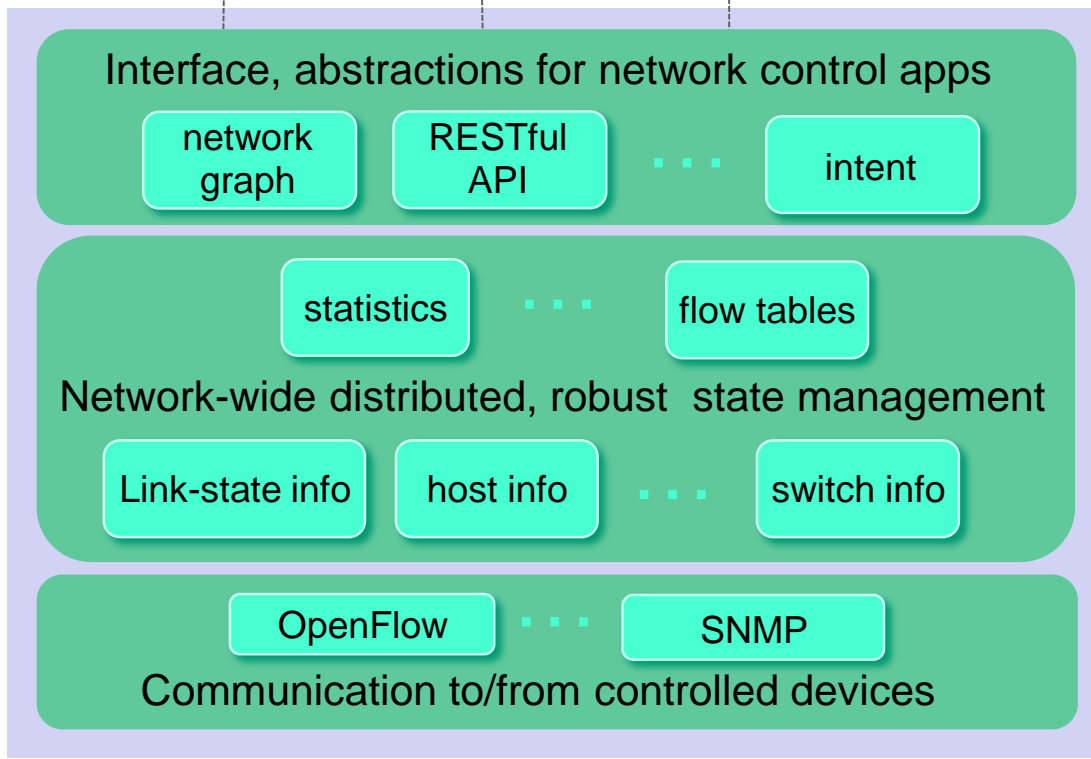 Interface, abstractions for network control apps
network
graph
RESTful
API
. . .
intent
statistics
. . .
flow tables
Network-wide distributed, robust  state management
Link-state info
host info
. . .
switch info
OpenFlow
. . .
SNMP
Communication to/from controlled devices